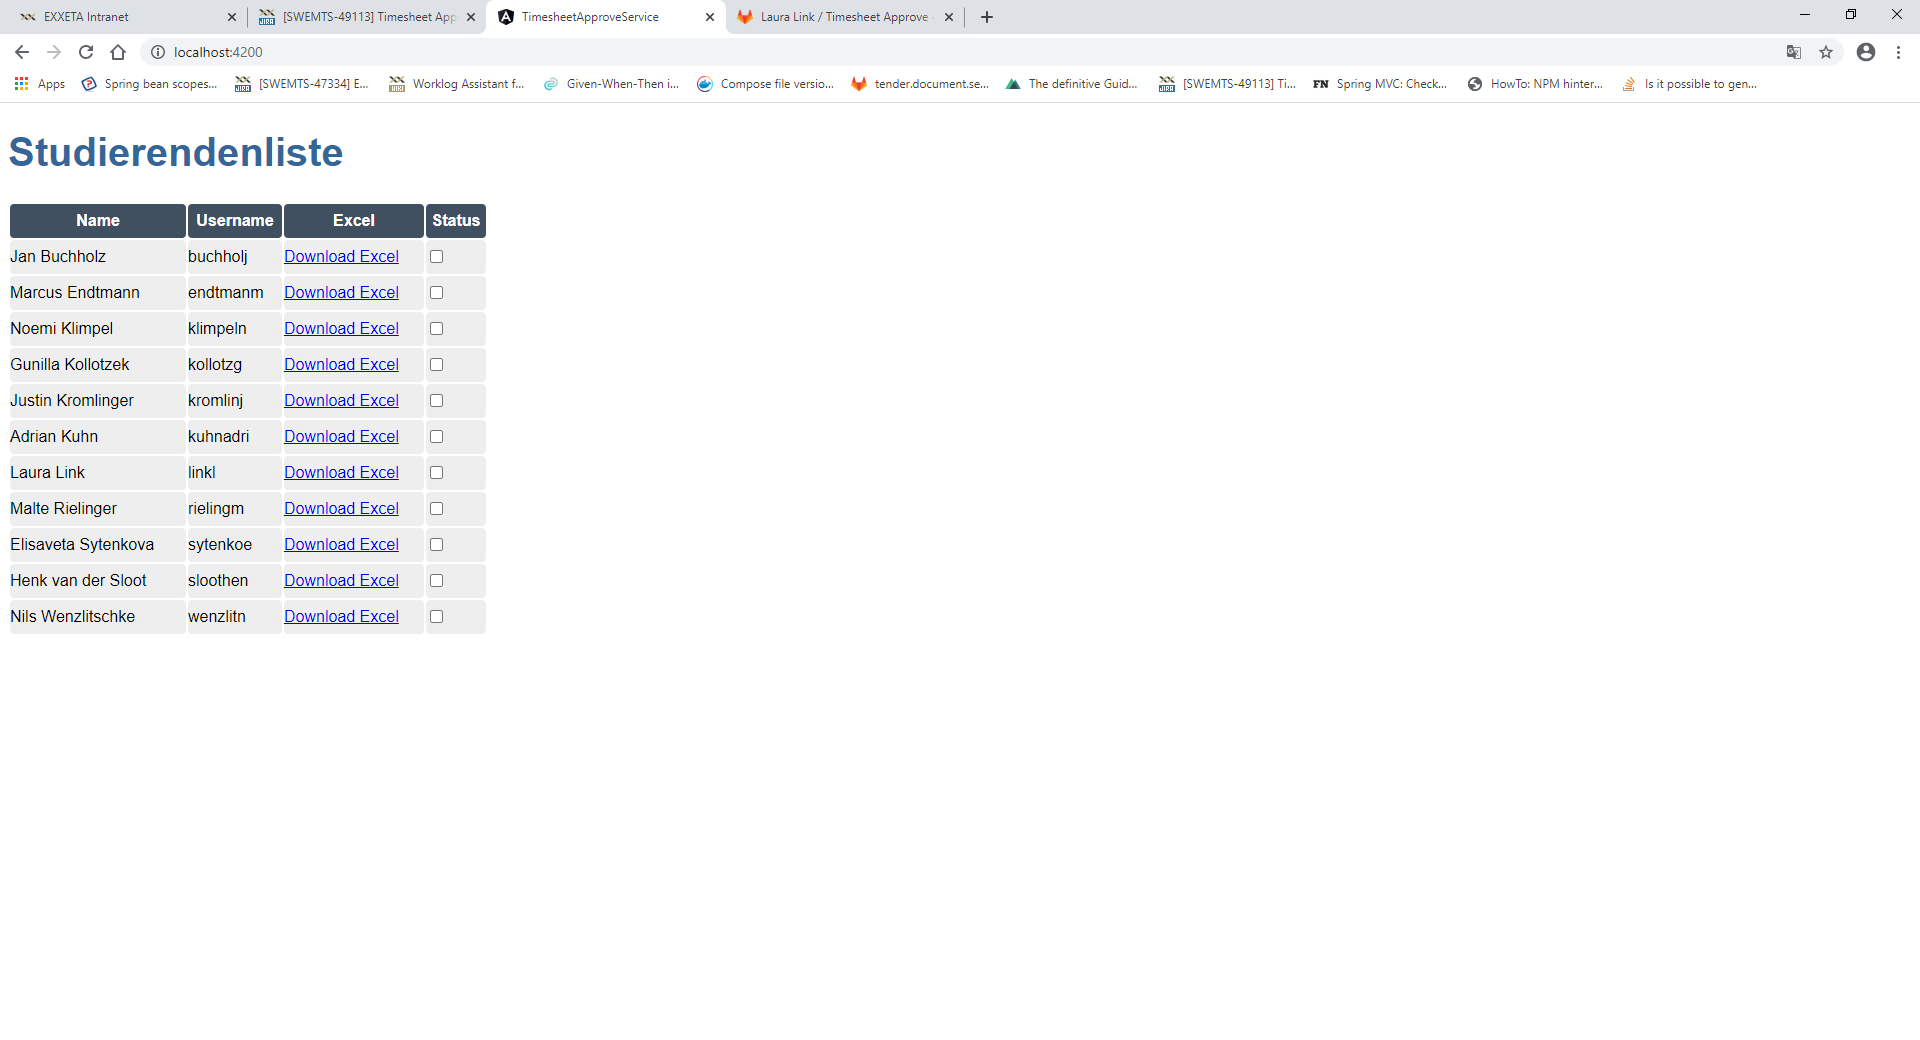 EXXETA Intranet
[SWEMTS-49113] Timesheet App
TimesheetApproveService
Laura Link / Timesheet Approve
localhost:4200
Apps
Spring bean scopes...
[SWEMTS-47334] E...
Worklog Assistant f...
Given-When-Then i...
Compose file versio...
tender.document.se...
The definitive Guid...
[SWEMTS-49113] Ti...
FN Spring MVC: Check...
HowTo: NPM hinter...
Is it possible to gen...
Studierendenliste
Name Username Excel Status
Jan Buchholz buchholj Download Excel
Marcus Endtmann endtmanm Download Excel
Noemi Klimpel klimpeln Download Excel
Gunilla Kollotzek kollotzg Download Excel
Justin Kromlinger kromlinj Download Excel
Adrian Kuhn kuhnadri Download Excel
Laura Link linkl Download Excel
Malte Rielinger rielingm Download Excel
Elisaveta Sytenkova sytenkoe Download Excel
Henk van der Sloot sloothen Download Excel
Nils Wenzlitschke wenzlitn Download Excel